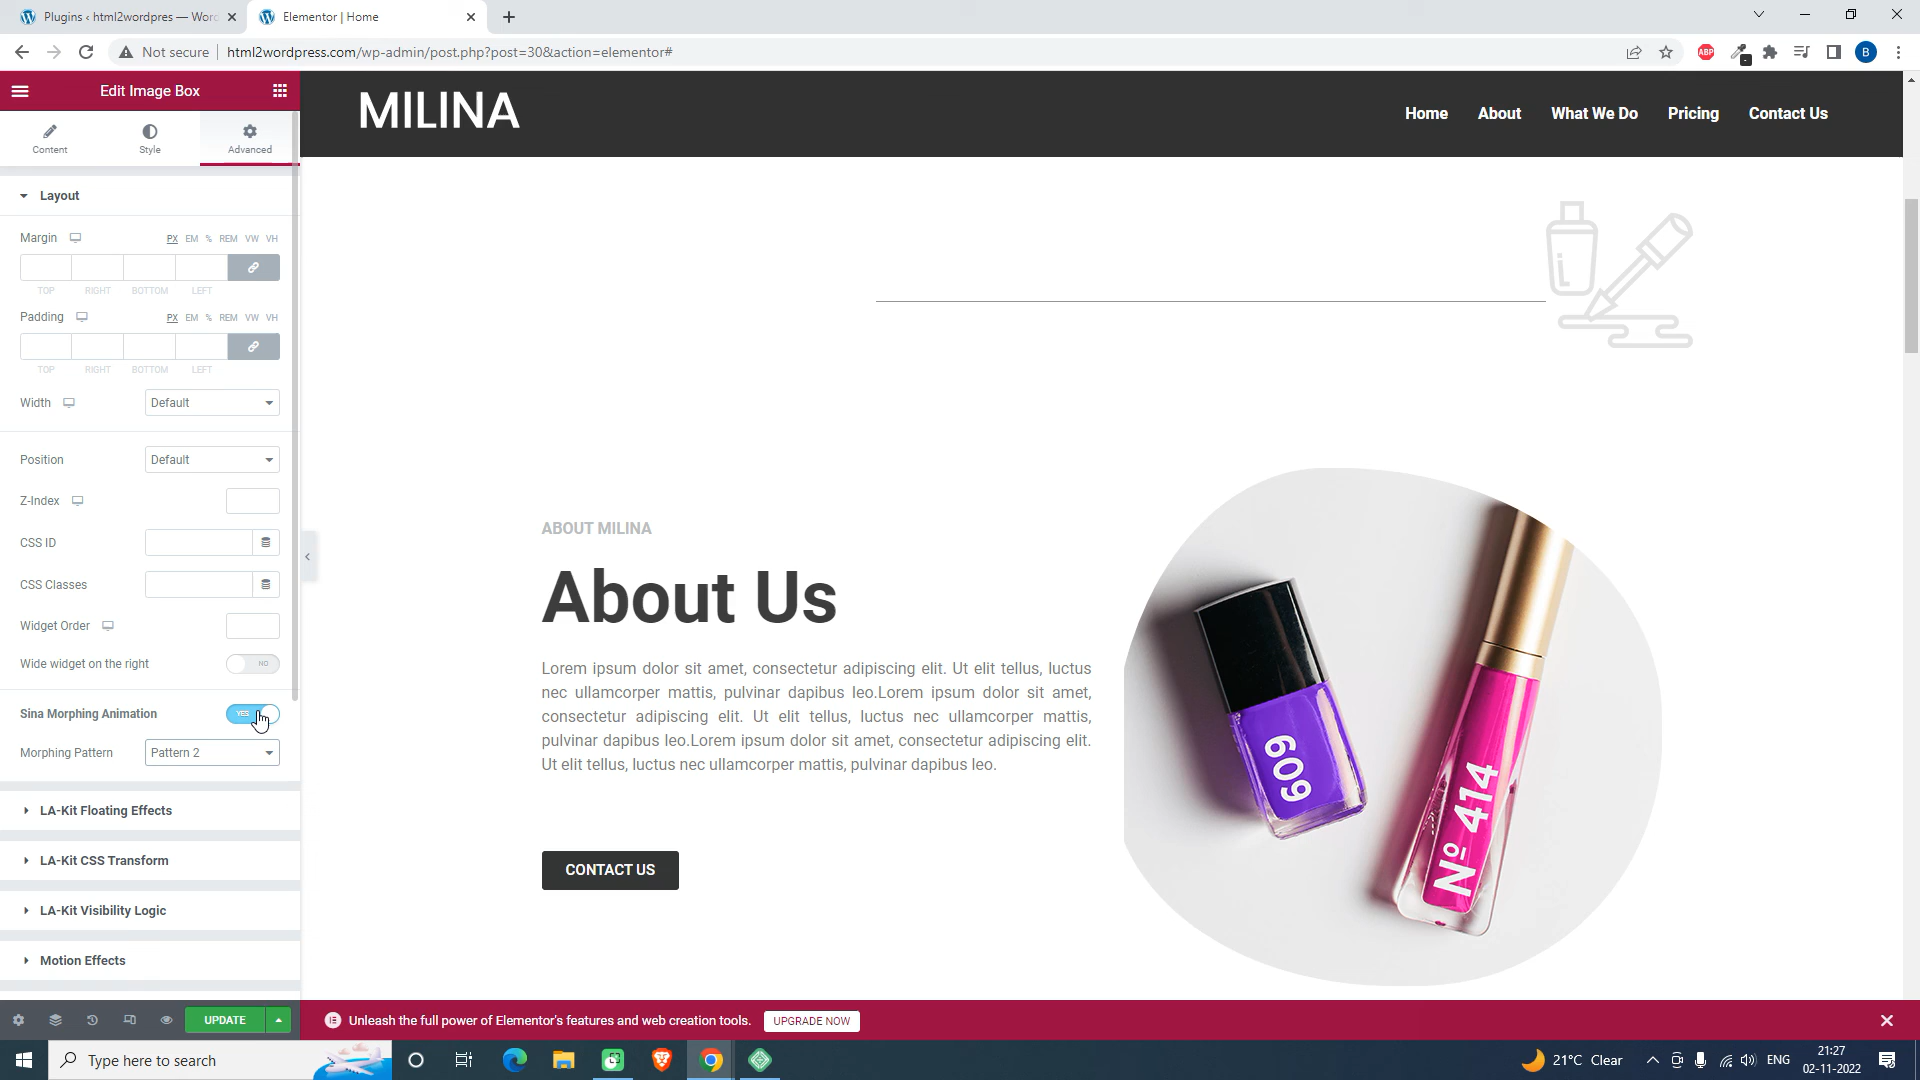 Plugins ‹ html2wordpres — Wor
Elementor | Home
Not secure
html2wordpress.com/wp-admin/post.php?post=30&action=elementor#
ABP
B
Edit Image Box
Content
Style
Advanced
Layout
Margin
PX EM % REM VW VH
TOP RIGHT BOTTOM LEFT
Padding
PX EM % REM VW VH
TOP RIGHT BOTTOM LEFT
Width
Default
Position
Default
Z-Index
CSS ID
CSS Classes
Widget Order
Wide widget on the right
NO
Sina Morphing Animation
YES
Morphing Pattern
Pattern 2
LA-Kit Floating Effects
LA-Kit CSS Transform
LA-Kit Visibility Logic
Motion Effects
UPDATE
MILINA
Home
About
What We Do
Pricing
Contact Us
ABOUT MILINA
About Us
Lorem ipsum dolor sit amet, consectetur adipiscing elit. Ut elit tellus, luctus
nec ullamcorper mattis, pulvinar dapibus leo.Lorem ipsum dolor sit amet,
consectetur adipiscing elit. Ut elit tellus, luctus nec ullamcorper mattis,
pulvinar dapibus leo.Lorem ipsum dolor sit amet, consectetur adipiscing elit.
Ut elit tellus, luctus nec ullamcorper mattis, pulvinar dapibus leo.
CONTACT US
609
Nº 414
Unleash the full power of Elementor's features and web creation tools.
UPGRADE NOW
Type here to search
21°C Clear
ENG
21:27
02-11-2022